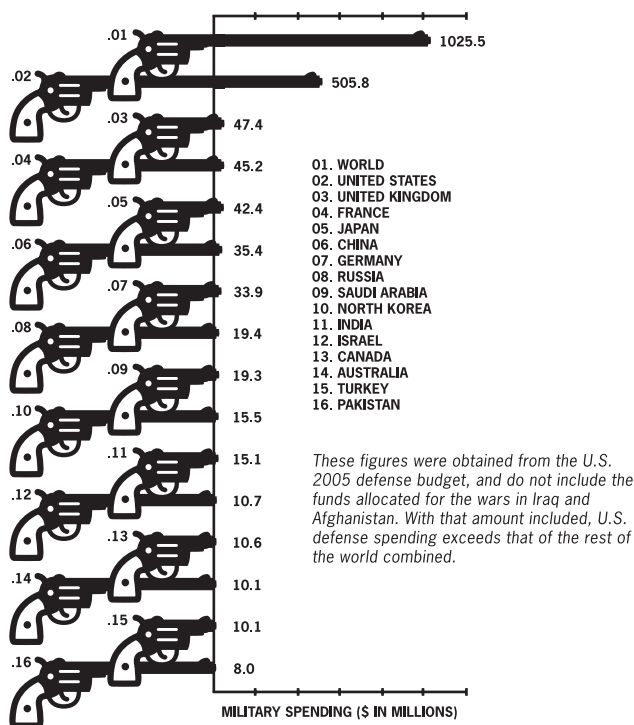 .01 1025.5
.02 505.8
.03 47.4
.04 45.2
.05 42.4
.06 35.4
.07 33.9
.08 19.4
.09 19.3
.10 15.5
.11 15.1
.12 10.7
.13 10.6
.14 10.1
.15 10.1
.16 8.0
01. WORLD
02. UNITED STATES
03. UNITED KINGDOM
04. FRANCE
05. JAPAN
06. CHINA
07. GERMANY
08. RUSSIA
09. SAUDI ARABIA
10. NORTH KOREA
11. INDIA
12. ISRAEL
13. CANADA
14. AUSTRALIA
15. TURKEY
16. PAKISTAN
These figures were obtained from the U.S.
2005 defense budget, and do not include the
funds allocated for the wars in Iraq and
Afghanistan. With that amount included, U.S.
defense spending exceeds that of the rest of
the world combined.
MILITARY SPENDING ($ IN MILLIONS)